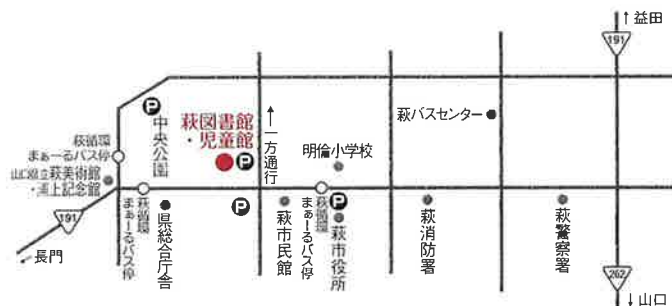 ↑益田
191
P
中央公園
萩図書館
・児童館
P
↑一方通行
萩バスセンター
明倫小学校
萩循環
まぁーるバス停
山口県立萩美術館
・浦上記念館
191
←長門
萩循環
まぁーるバス停
県総合庁舎
P
萩市民館
萩循環
まぁーるバス停
P
萩市役所
萩消防署
萩警察署
262
↓山口